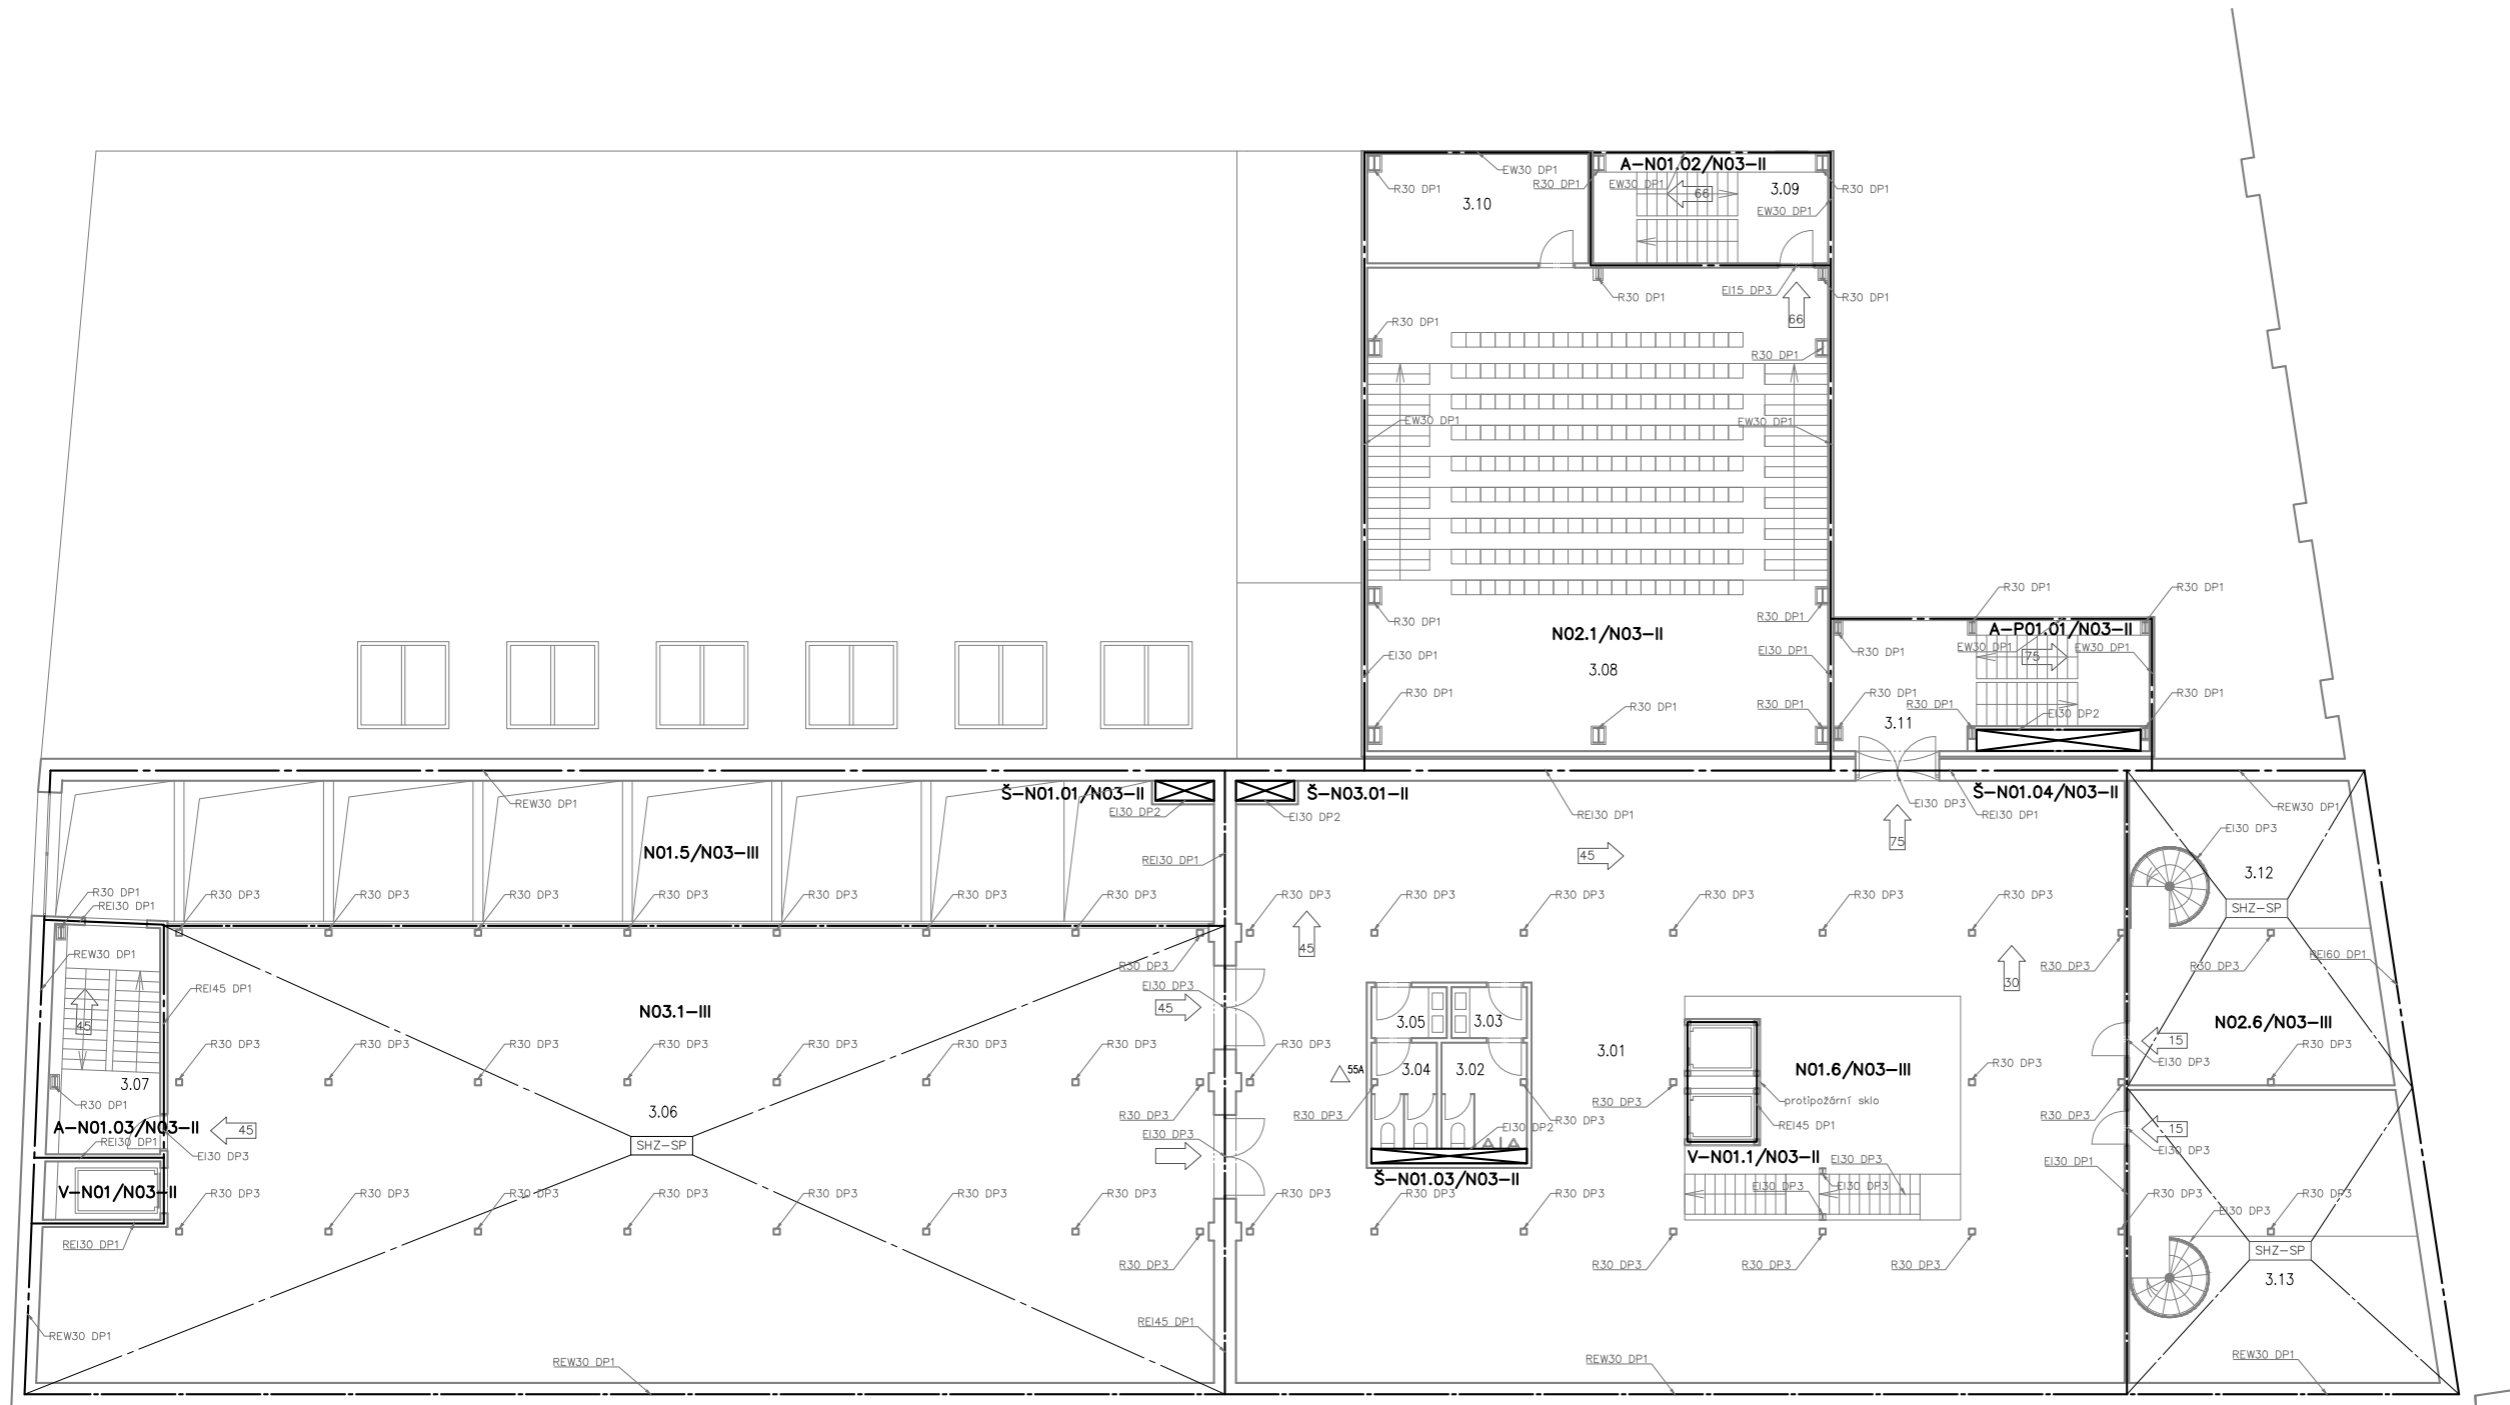 A-N01.02/N03-II
EW30 DP1
R30 DP1
R30 DP1
EW30 DP1
66
3.09
R30 DP1
3.10
EW30 DP1
EI15 DP3
R30 DP1
R30 DP1
66
R30 DP1
R30 DP1
EW30 DP1
EW30 DP1
R30 DP1
R30 DP1
R30 DP1
R30 DP1
N02.1/N03-II
A-P01.01/N03-II
EI30 DP1
3.08
EI30 DP1
R30 DP1
EW30 DP1
75
EW30 DP1
R30 DP1
R30 DP1
R30 DP1
R30 DP1
R30 DP1
R30 DP1
3.11
EI30 DP2
REW30 DP1
Š-N01.01/N03-II
Š-N03.01-II
Š-N01.04/N03-II
EI30 DP2
EI30 DP2
REI30 DP1
EI30 DP3
REI30 DP1
REW30 DP1
75
EI30 DP3
N01.5/N03-III
REI30 DP1
45
3.12
R30 DP1
REI30 DP1
R30 DP3
R30 DP3
R30 DP3
R30 DP3
R30 DP3
R30 DP3
R30 DP3
R30 DP3
R30 DP3
R30 DP3
R30 DP3
R30 DP3
R30 DP3
SHZ-SP
REW30 DP1
45
R30 DP3
R30 DP3
R30 DP3
REI60 DP1
REI45 DP1
EI30 DP3
30
45
N03.1-III
45
3.05
3.03
N02.6/N03-III
R30 DP3
R30 DP3
R30 DP3
R30 DP3
R30 DP3
R30 DP3
R30 DP3
R30 DP3
3.01
15
EI30 DP3
R30 DP3
3.07
55A
3.04
3.02
N01.6/N03-III
R30 DP3
R30 DP1
3.06
R30 DP3
R30 DP3
R30 DP3
R30 DP3
protipožární sklo
R30 DP3
A-N01.03/N03-II
45
REI30 DP1
EI30 DP3
SHZ-SP
EI30 DP3
EI30 DP2
REI45 DP1
15
EI30 DP3
V-N01.1/N03-II
EI30 DP3
EI30 DP1
V-N01/N03-II
Š-N01.03/N03-II
EI30 DP3
EI30 DP3
R30 DP3
R30 DP3
R30 DP3
R30 DP3
R30 DP3
R30 DP3
R30 DP3
R30 DP3
R30 DP3
R30 DP3
R30 DP3
R30 DP3
EI30 DP3
REI30 DP1
SHZ-SP
R30 DP3
R30 DP3
R30 DP3
R30 DP3
3.13
REW30 DP1
REI45 DP1
REW30 DP1
REW30 DP1
REW30 DP1